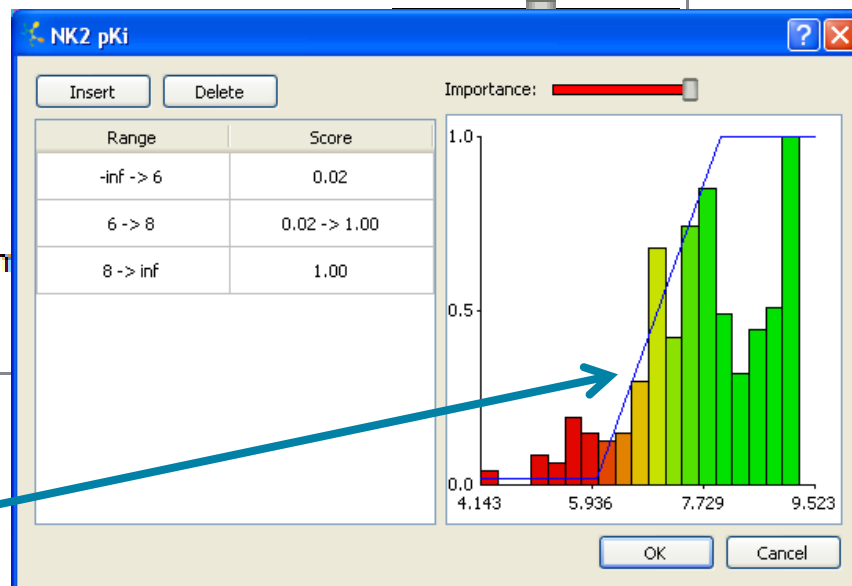 NK2 pKi
Insert Delete Importance:
Range Score
-inf -> 6 0.02
6 -> 8 0.02 -> 1.00
8 -> inf 1.00
1.0
0.5
0.0
4.143 5.936 7.729 9.523
OK Cancel